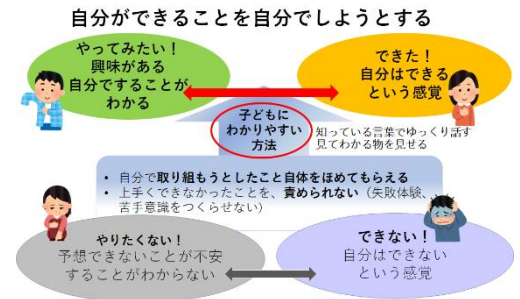 自分ができることを自分でしようとする
やってみたい！
興味がある
自分ですることが
わかる
できた！
自分はできる
という感覚
子どもに
わかりやすい
方法
知っている言葉でゆっくり話す
見てわかる物を見せる
• 自分で取り組もうとしたこと自体をほめてもらえる
• 上手くできなかったことを、責められない（失敗体験、
苦手意識をつくらせない）
やりたくない！
予想できないことが不安
することがわからない
できない！
自分はできない
という感覚